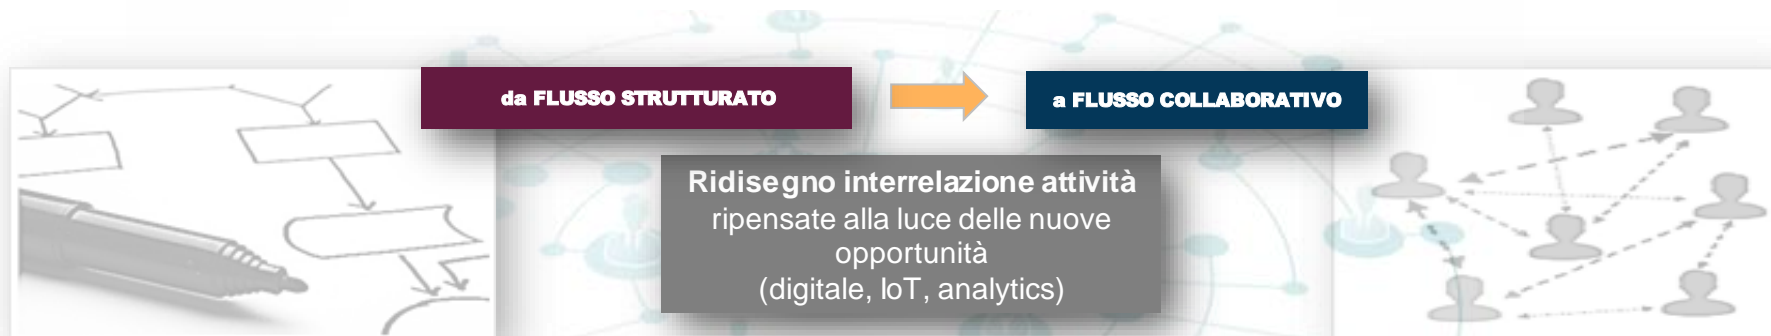 da FLUSSO STRUTTURATO
a FLUSSO COLLABORATIVO
Ridisegno interrelazione attività
ripensate alla luce delle nuove
opportunità
(digitale, IoT, analytics)